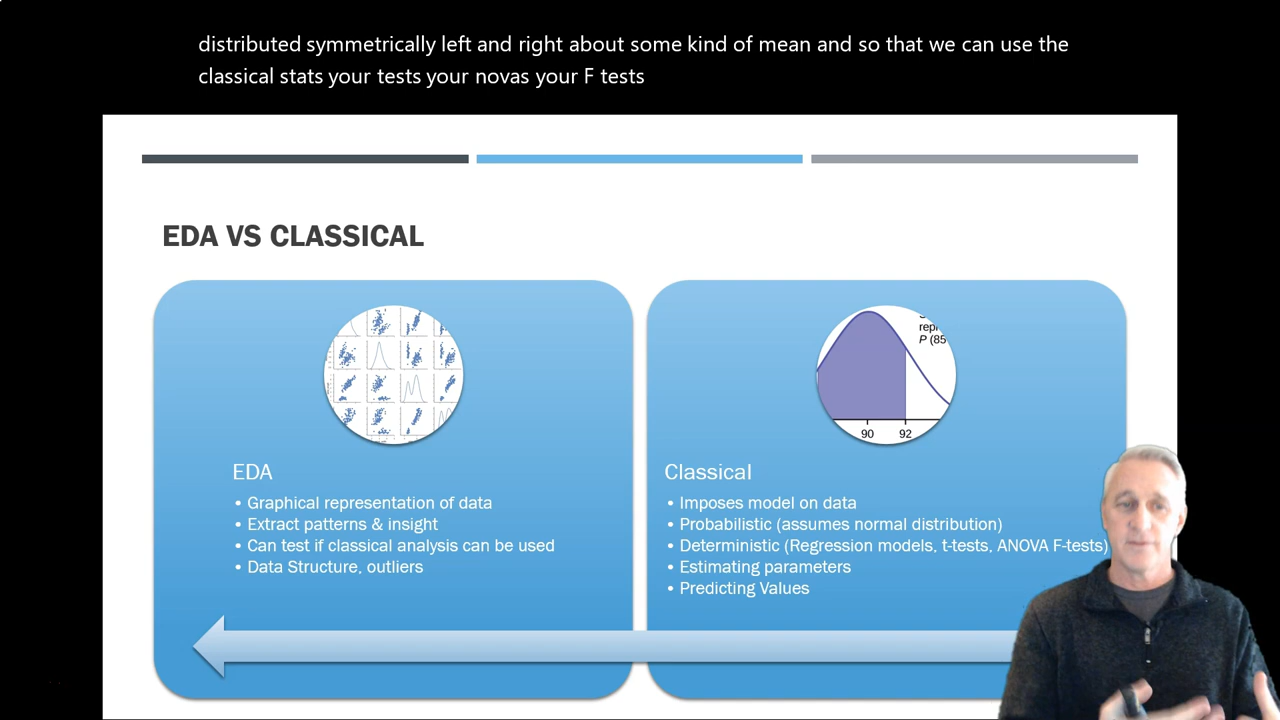 distributed symmetrically left and right about some kind of mean and so that we can use the
classical stats your tests your novas your F tests
EDA VS CLASSICAL
P (85
90 92
EDA
• Graphical representation of data
• Extract patterns & insight
• Can test if classical analysis can be used
• Data Structure, outliers
Classical
• Imposes model on data
• Probabilistic (assumes normal distribution)
• Deterministic (Regression models, t-tests, ANOVA F-tests)
• Estimating parameters
• Predicting Values